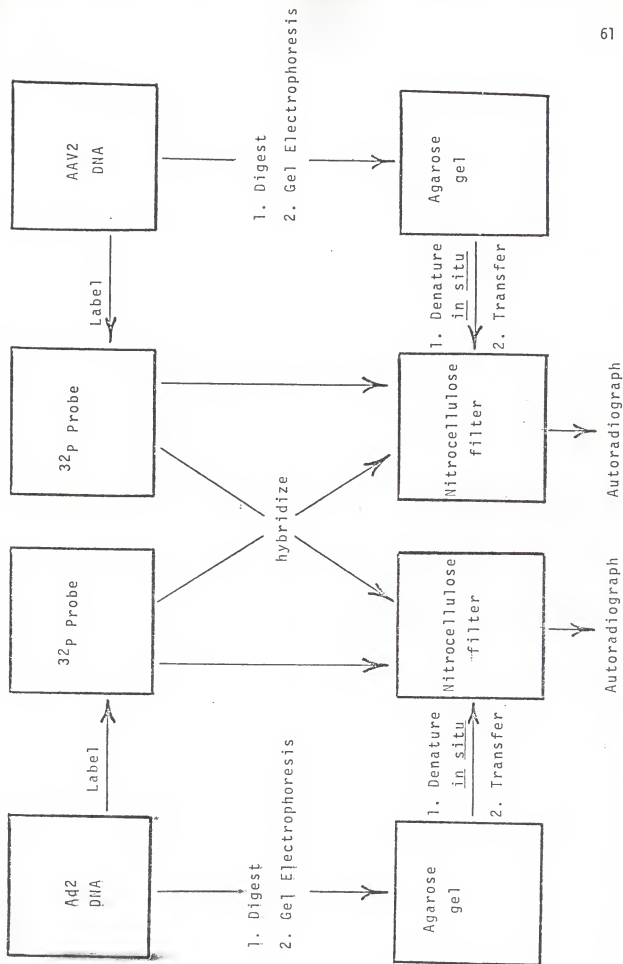 61
Ad2
DNA
Label
32P Probe
32P Probe
Label
AAV2
DNA
1. Digest
2. Gel Electrophoresis
hybridize
1. Digest
2. Gel Electrophoresis
Agarose
gel
1. Denature
in situ
2. Transfer
Nitrocellulose
filter
Nitrocellulose
filter
1. Denature
in situ
2. Transfer
Agarose
gel
Autoradiograph
Autoradiograph